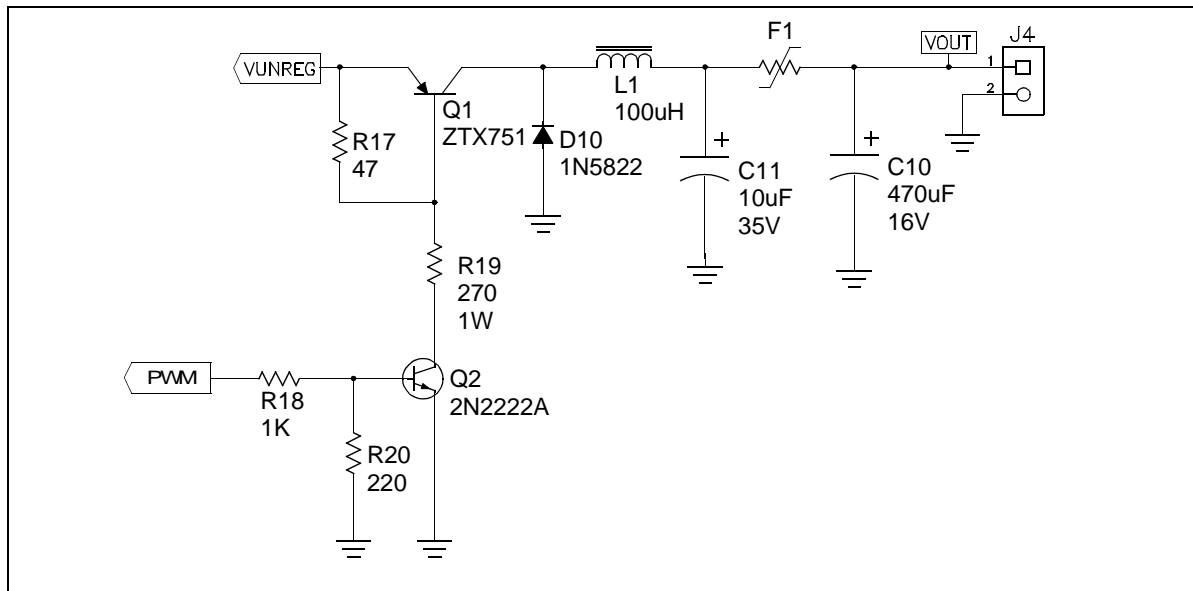 F1
J4
VUNREG
VOUT
1
2
L1
100uH
Q1
ZTX751
R17
47
D10
1N5822
+
C11
10uF
35V
+
C10
470uF
16V
R19
270
1W
PWM
R18
1K
Q2
2N2222A
R20
220